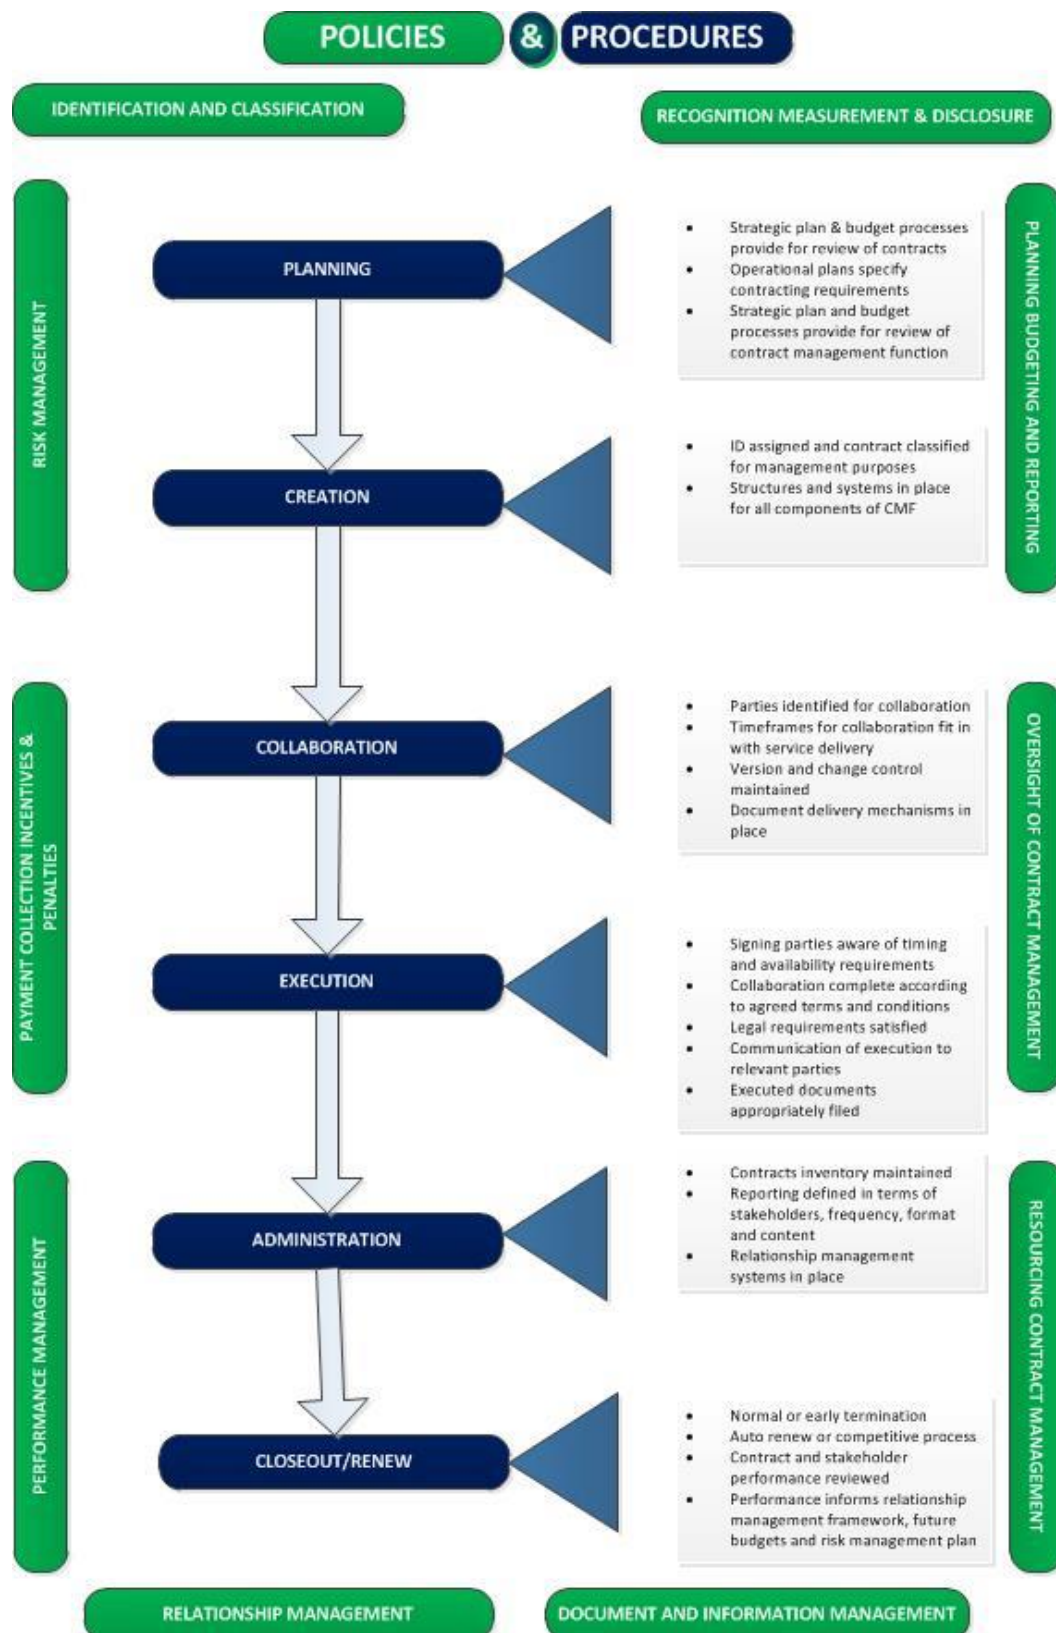 POLICIES & PROCEDURES
IDENTIFICATION AND CLASSIFICATION
RECOGNITION MEASUREMENT & DISCLOSURE
RISK MANAGEMENT
PLANNING BUDGETING AND REPORTING
PLANNING
• Strategic plan & budget processes
provide for review of contracts
• Operational plans specify
contracting requirements
• Strategic plan and budget
processes provide for review of
contract management function
CREATION
• ID assigned and contract classified
for management purposes
• Structures and systems in place
for all components of CMF
PAYMENT COLLECTION INCENTIVES &
PENALTIES
OVERSIGHT OF CONTRACT MANAGEMENT
COLLABORATION
• Parties identified for collaboration
• Timeframes for collaboration fit in
with service delivery
• Version and change control
maintained
• Document delivery mechanisms in
place
EXECUTION
• Signing parties aware of timing
and availability requirements
• Collaboration complete according
to agreed terms and conditions
• Legal requirements satisfied
• Communication of execution to
relevant parties
• Executed documents
appropriately filed
PERFORMANCE MANAGEMENT
RESOURCING CONTRACT MANAGEMENT
ADMINISTRATION
• Contracts inventory maintained
• Reporting defined in terms of
stakeholders, frequency, format
and content
• Relationship management
systems in place
CLOSEOUT/RENEW
• Normal or early termination
• Auto renew or competitive process
• Contract and stakeholder
performance reviewed
• Performance informs relationship
management framework, future
budgets and risk management plan
RELATIONSHIP MANAGEMENT
DOCUMENT AND INFORMATION MANAGEMENT